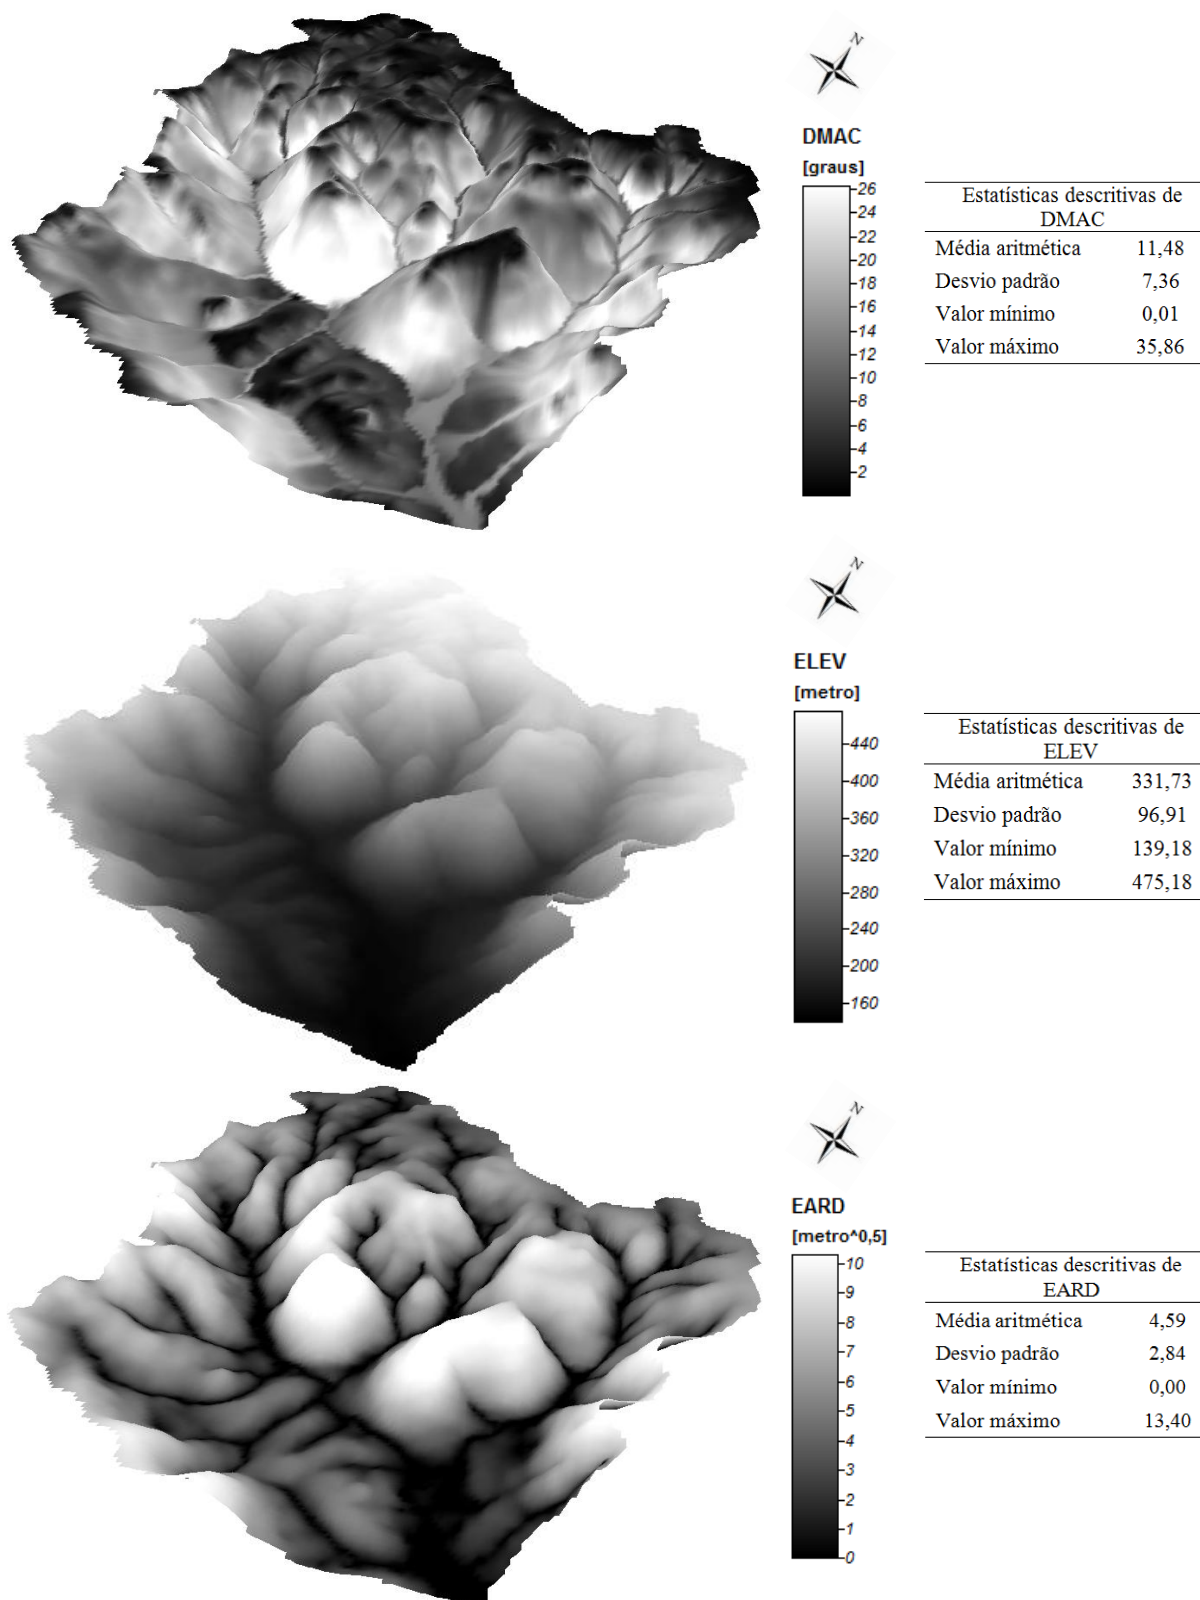 N
DMAC
[graus]
26
24
22
20
18
16
14
12
10
8
6
4
2
Estatísticas descritivas de
DMAC
Média aritmética 11,48
Desvio padrão 7,36
Valor mínimo 0,01
Valor máximo 35,86
N
ELEV
[metro]
440
400
360
320
280
240
200
160
Estatísticas descritivas de
ELEV
Média aritmética 331,73
Desvio padrão 96,91
Valor mínimo 139,18
Valor máximo 475,18
N
EARD
[metro^0,5]
10
9
8
7
6
5
4
3
2
1
0
Estatísticas descritivas de
EARD
Média aritmética 4,59
Desvio padrão 2,84
Valor mínimo 0,00
Valor máximo 13,40